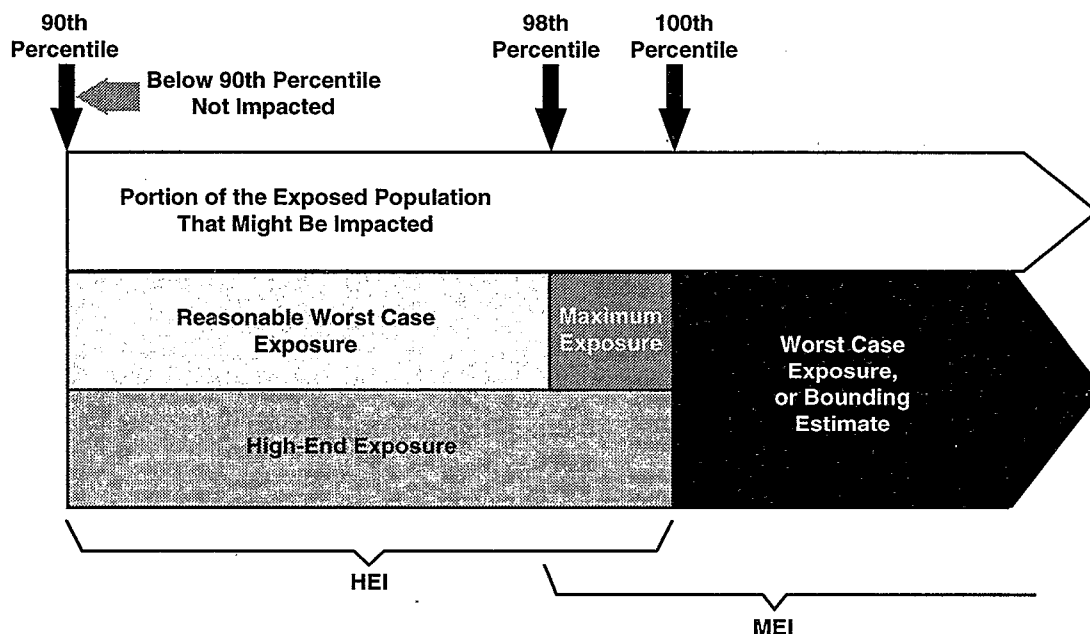 90th
Percentile
98th
Percentile
100th
Percentile
Below 90th Percentile
Not Impacted
Portion of the Exposed Population
That Might Be Impacted
Reasonable Worst Case
Exposure
Maximum
Exposure
Worst Case
Exposure,
or Bounding
Estimate
High-End Exposure
HEI
MEI